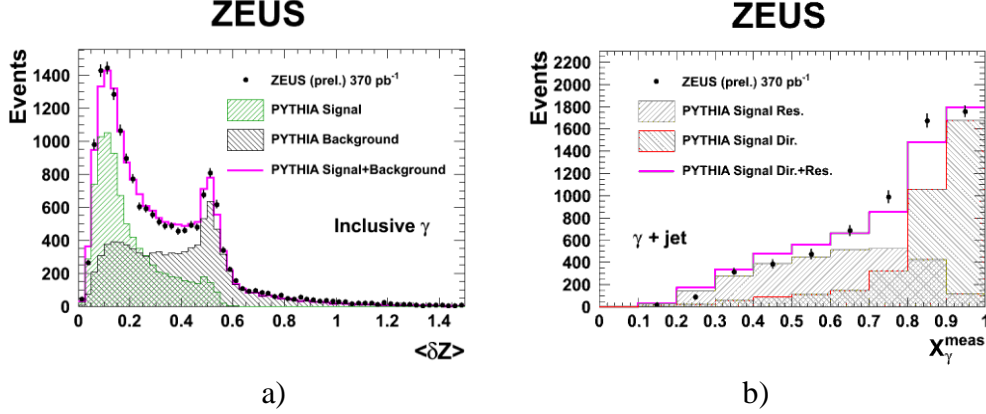 ZEUS
Events
1400
1200
1000
800
600
400
200
0
0 0.2 0.4 0.6 0.8 1 1.2 1.4
<δZ>
ZEUS (prel.) 370 pb⁻¹
PYTHIA Signal
PYTHIA Background
PYTHIA Signal+Background
Inclusive γ
a)
ZEUS
Events
2200
2000
1800
1600
1400
1200
1000
800
600
400
200
0
0 0.1 0.2 0.3 0.4 0.5 0.6 0.7 0.8 0.9 1
X_γ^meas
ZEUS (prel.) 370 pb⁻¹
PYTHIA Signal Res.
PYTHIA Signal Dir.
PYTHIA Signal Dir.+Res.
γ + jet
b)